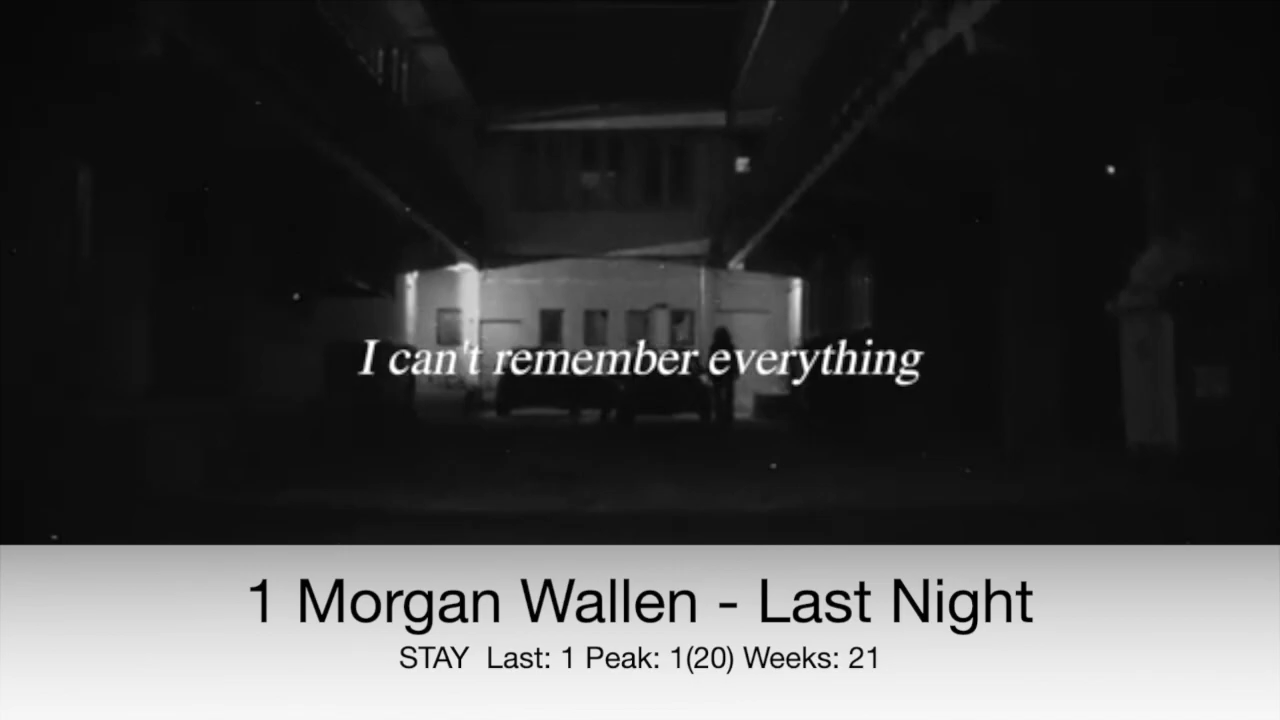 I can't remember everything
1 Morgan Wallen - Last Night
STAY Last: 1 Peak: 1(20) Weeks: 21